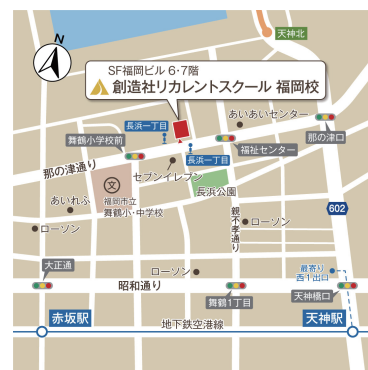 天神北
N
SF福岡ビル 6・7階
創造社リカレントスクール 福岡校
あいあいセンター
長浜一丁目
那の津口
舞鶴小学校前
福祉センター
長浜一丁目
那の津通り
セブンイレブン
文
福岡市立
舞鶴小・中学校
長浜公園
あいれふ
親不孝通り
602
ローソン
ローソン
大正通
ローソン
最寄り
西1出口
昭和通り
舞鶴1丁目
天神橋口
赤坂駅
地下鉄空港線
天神駅